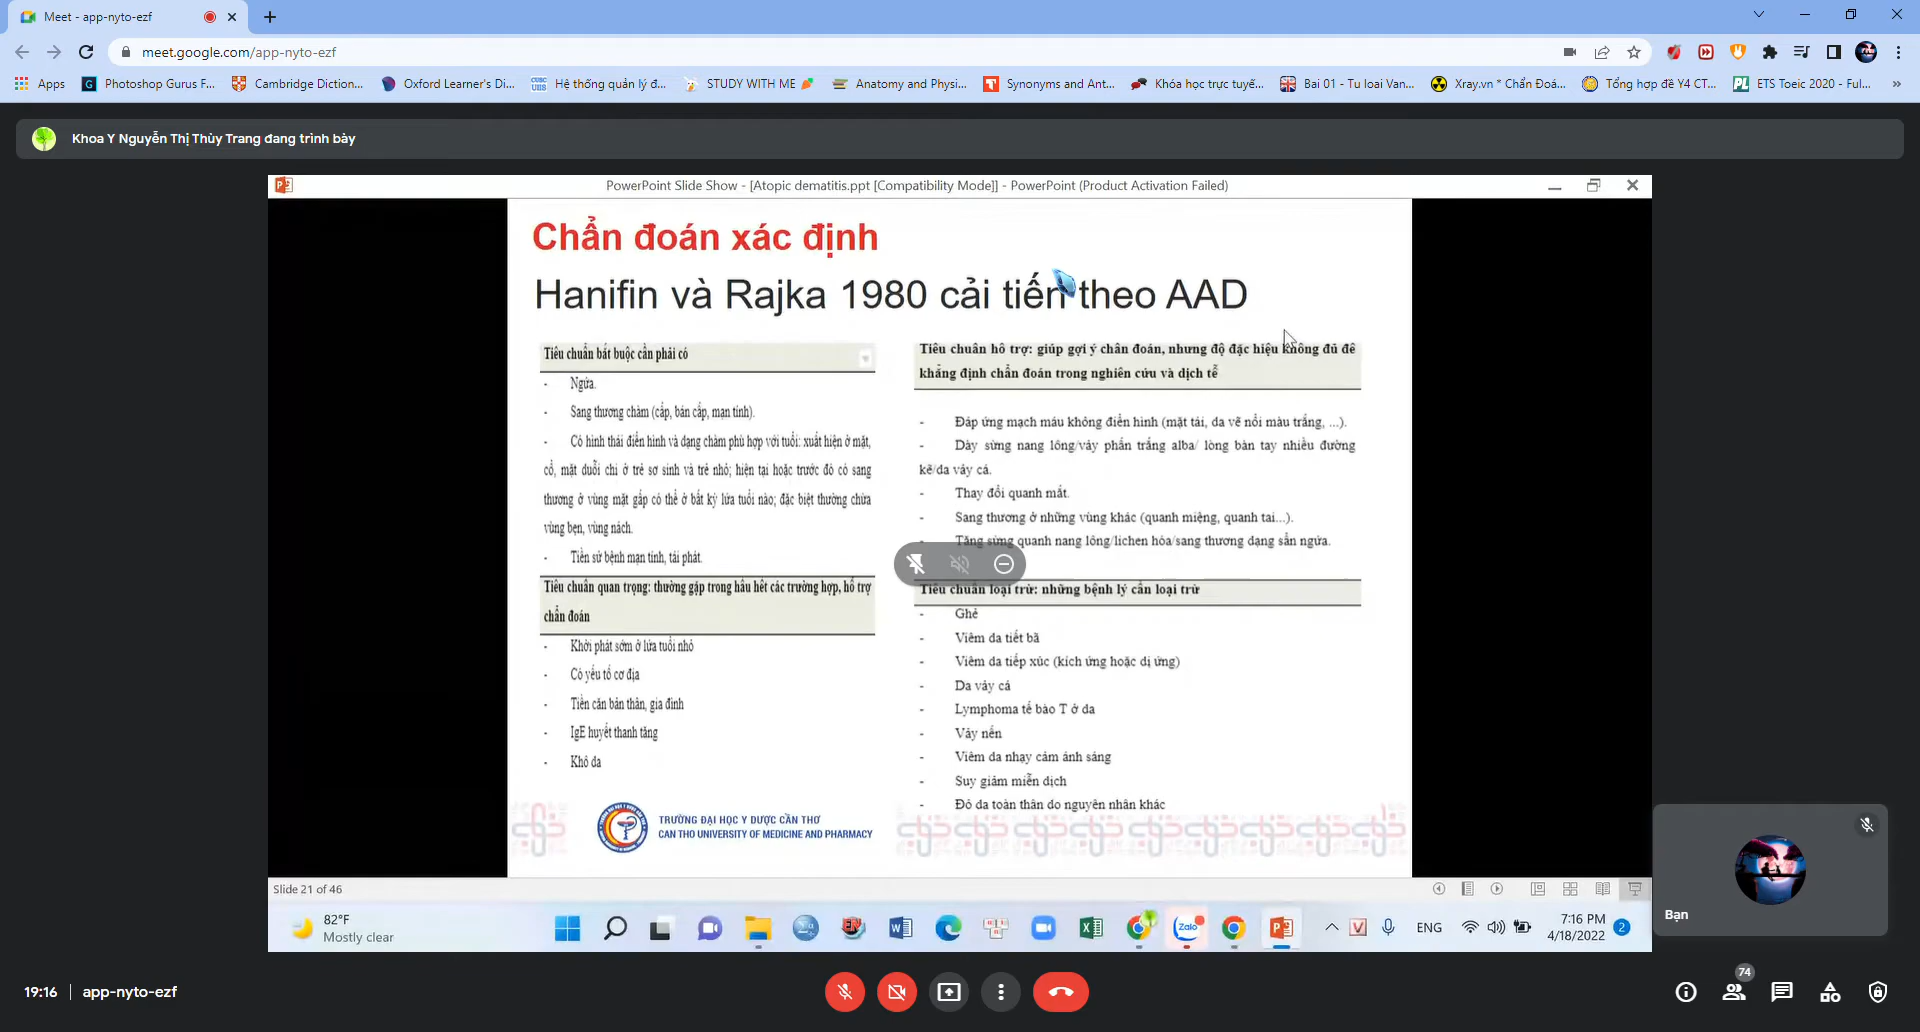 Meet - app-nyto-ezf
meet.google.com/app-nyto-ezf
Apps
Photoshop Gurus F...
Cambridge Diction...
Oxford Learner's Di...
Hệ thống quản lý đ...
STUDY WITH ME
Anatomy and Physi...
Synonyms and Ant...
Khóa học trực tuyế...
Bai 01 - Tu loai Van...
Xray.vn * Chẩn Đoá...
Tổng hợp đề Y4 CT...
ETS Toeic 2020 - Ful...
Khoa Y Nguyễn Thị Thùy Trang đang trình bày
PowerPoint Slide Show - [Atopic dematitis.ppt [Compatibility Mode]] - PowerPoint (Product Activation Failed)
Chẩn đoán xác định
Hanifin và Rajka 1980 cải tiến theo AAD
Tiêu chuẩn bắt buộc cần phải có
- Ngứa.
- Sang thương chàm (cấp, bán cấp, mạn tính).
- Có hình thái điển hình và dạng chàm phù hợp với tuổi: xuất hiện ở mặt,
cổ, mặt duỗi chi ở trẻ sơ sinh và trẻ nhỏ; hiện tại hoặc trước đó có sang
thương ở vùng mặt gấp có thể ở bất kỳ lứa tuổi nào; đặc biệt thường chừa
vùng bẹn, vùng nách.
- Tiền sử bệnh mạn tính, tái phát.
Tiêu chuẩn quan trọng: thường gặp trong hầu hết các trường hợp, hỗ trợ
chẩn đoán
- Khởi phát sớm ở lứa tuổi nhỏ
- Có yếu tố cơ địa
- Tiền căn bản thân, gia đình
- IgE huyết thanh tăng
- Khô da
Tiêu chuẩn hỗ trợ: giúp gợi ý chẩn đoán, nhưng độ đặc hiệu không đủ để
khẳng định chẩn đoán trong nghiên cứu và dịch tễ
- Đáp ứng mạch máu không điển hình (mặt tái, da vẽ nổi màu trắng, ...).
- Dày sừng nang lông/vảy phấn trắng alba/ lòng bàn tay nhiều đường
kẻ/da vảy cá.
- Thay đổi quanh mắt.
- Sang thương ở những vùng khác (quanh miệng, quanh tai...).
- Tăng sừng quanh nang lông/lichen hóa/sang thương dạng sẩn ngứa.
Tiêu chuẩn loại trừ: những bệnh lý cần loại trừ
- Ghẻ
- Viêm da tiết bã
- Viêm da tiếp xúc (kích ứng hoặc dị ứng)
- Da vảy cá
- Lymphoma tế bào T ở da
- Vảy nến
- Viêm da nhạy cảm ánh sáng
- Suy giảm miễn dịch
- Đỏ da toàn thân do nguyên nhân khác
TRƯỜNG ĐẠI HỌC Y DƯỢC CẦN THƠ
CAN THO UNIVERSITY OF MEDICINE AND PHARMACY
Slide 21 of 46
82°F
Mostly clear
Zalo
ENG
7:16 PM
4/18/2022
2
Bạn
19:16 | app-nyto-ezf
74